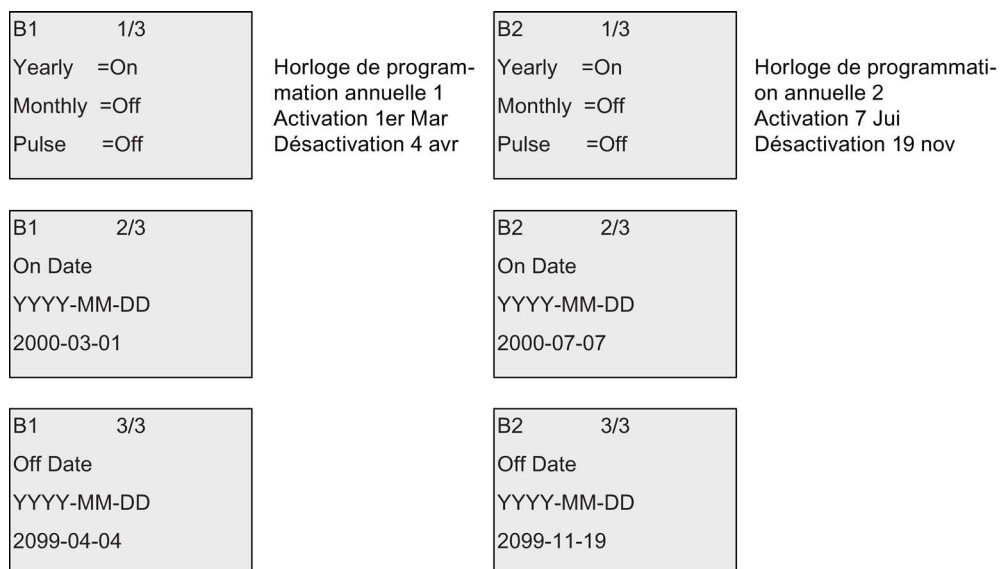 B1 1/3
Yearly =On
Monthly =Off
Pulse =Off
Horloge de program-
mation annuelle 1
Activation 1er Mar
Désactivation 4 avr
B2 1/3
Yearly =On
Monthly =Off
Pulse =Off
Horloge de programmati-
on annuelle 2
Activation 7 Jui
Désactivation 19 nov
B1 2/3
On Date
YYYY-MM-DD
2000-03-01
B2 2/3
On Date
YYYY-MM-DD
2000-07-07
B1 3/3
Off Date
YYYY-MM-DD
2099-04-04
B2 3/3
Off Date
YYYY-MM-DD
2099-11-19